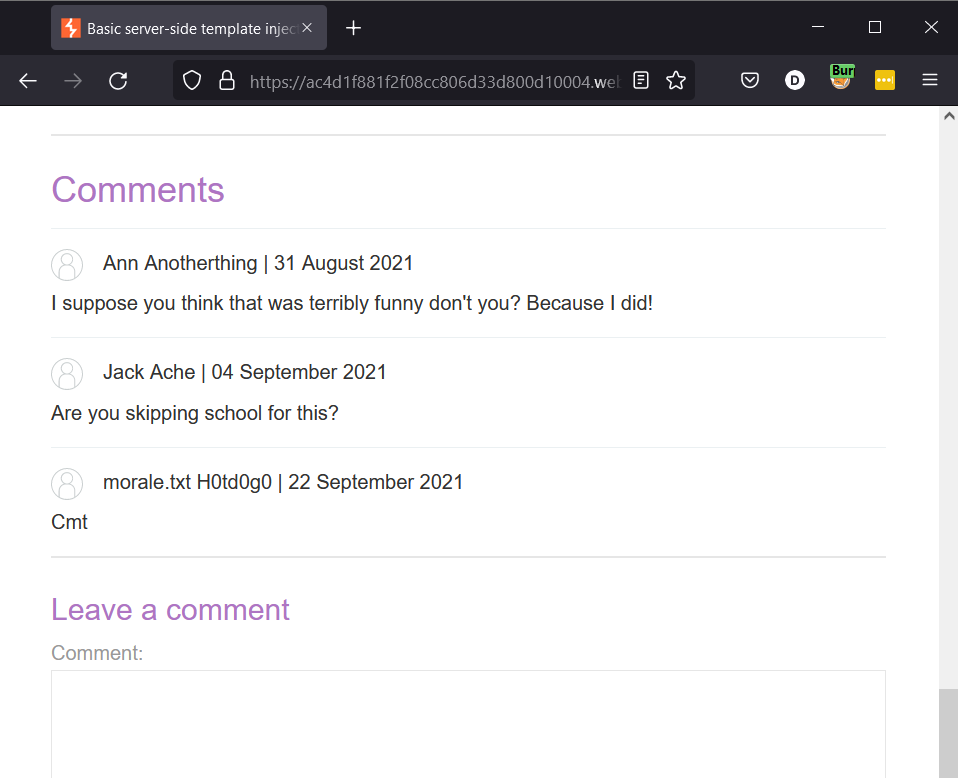 Basic server-side template injec
https://ac4d1f881f2f08cc806d33d800d10004.web
D
Bur
Comments
Ann Anotherthing | 31 August 2021
I suppose you think that was terribly funny don't you? Because I did!
Jack Ache | 04 September 2021
Are you skipping school for this?
morale.txt H0td0g0 | 22 September 2021
Cmt
Leave a comment
Comment: